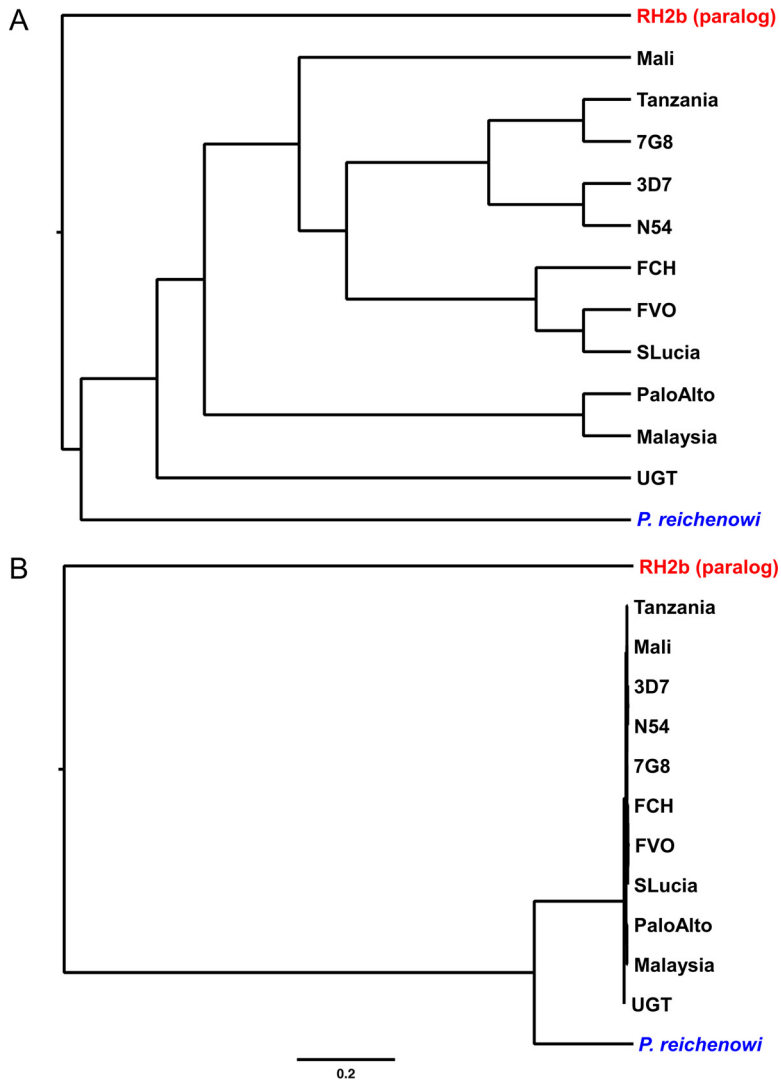 A
RH2b (paralog)
Mali
Tanzania
7G8
3D7
N54
FCH
FVO
SLucia
PaloAlto
Malaysia
UGT
P. reichenowi
B
RH2b (paralog)
Tanzania
Mali
3D7
N54
7G8
FCH
FVO
SLucia
PaloAlto
Malaysia
UGT
P. reichenowi
0.2